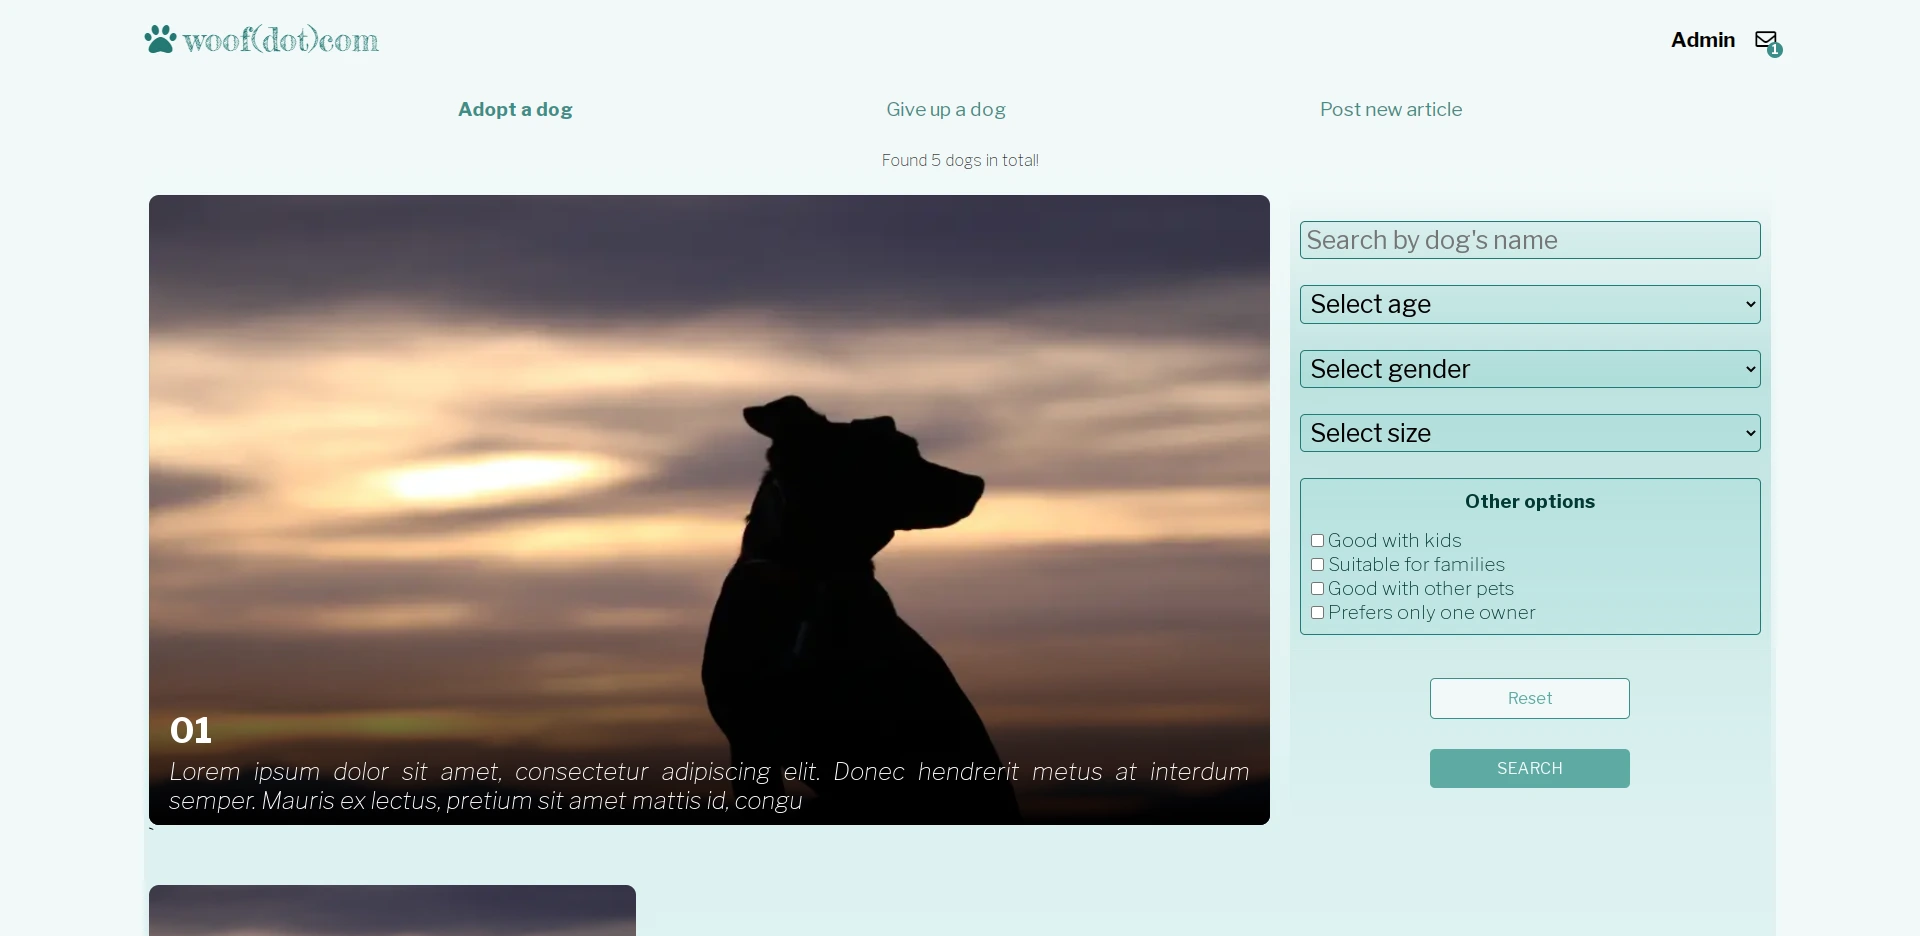 woof(dot)com
Admin
1
Adopt a dog
Give up a dog
Post new article
Found 5 dogs in total!
Search by dog's name
Select age
Select gender
Select size
Other options
Good with kids
Suitable for families
Good with other pets
Prefers only one owner
Reset
SEARCH
01
Lorem ipsum dolor sit amet, consectetur adipiscing elit. Donec hendrerit metus at interdum
semper. Mauris ex lectus, pretium sit amet mattis id, congu
`